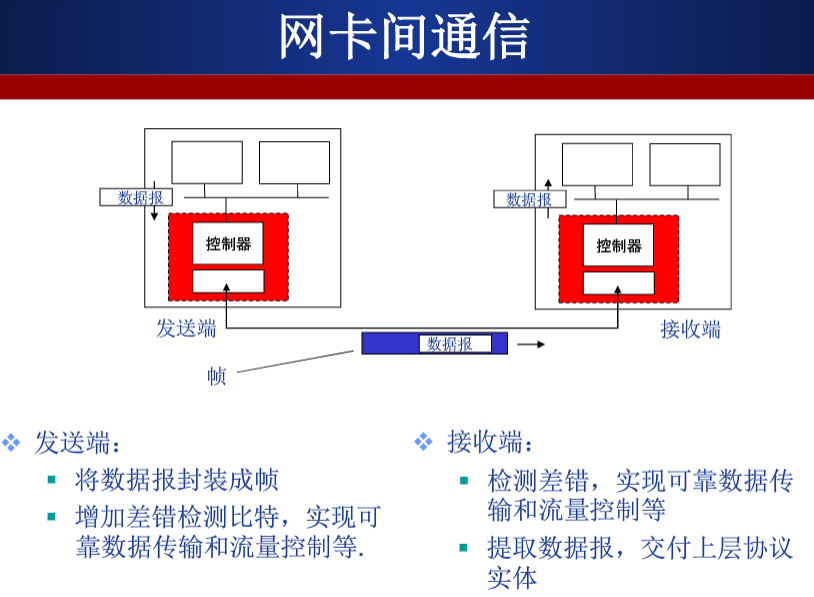 网卡间通信
数据报
数据报
控制器
控制器
发送端
接收端
数据报
帧
发送端：
将数据报封装成帧
增加差错检测比特，实现可
靠数据传输和流量控制等.
接收端：
检测差错，实现可靠数据传
输和流量控制等
提取数据报，交付上层协议
实体